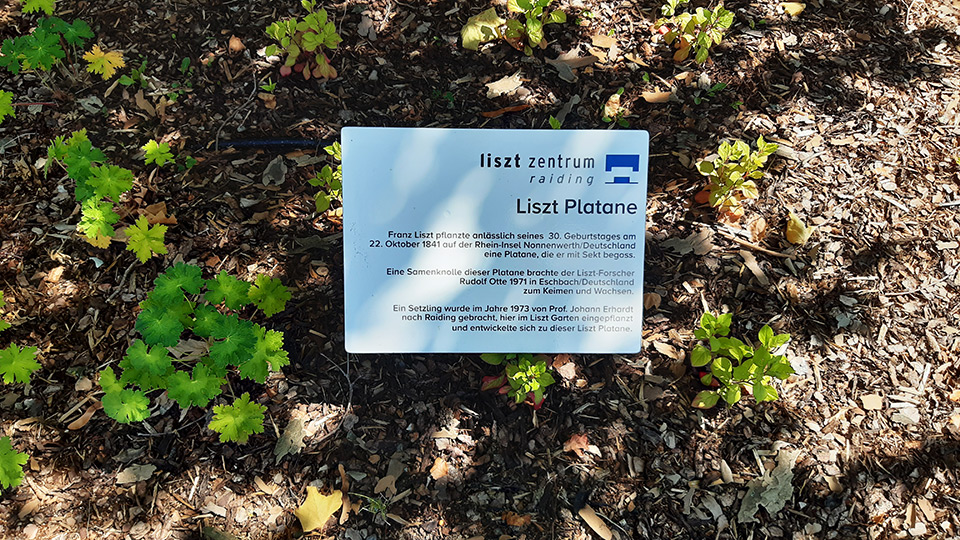 liszt zentrum
raiding
Liszt Platane
Franz Liszt pflanzte anlässlich seines 30. Geburtstages am
22. Oktober 1841 auf der Rhein-Insel Nonnenwerth/Deutschland
eine Platane, die er mit Sekt begoss.
Eine Samenknolle dieser Platane brachte der Liszt-Forscher
Rudolf Otte 1971 in Eschbach/Deutschland
zum Keimen und Wachsen.
Ein Setzling wurde im Jahre 1973 von Prof. Johann Erhardt
nach Raiding gebracht, hier im Liszt Garten eingepflanzt
und entwickelte sich zu dieser Liszt Platane.